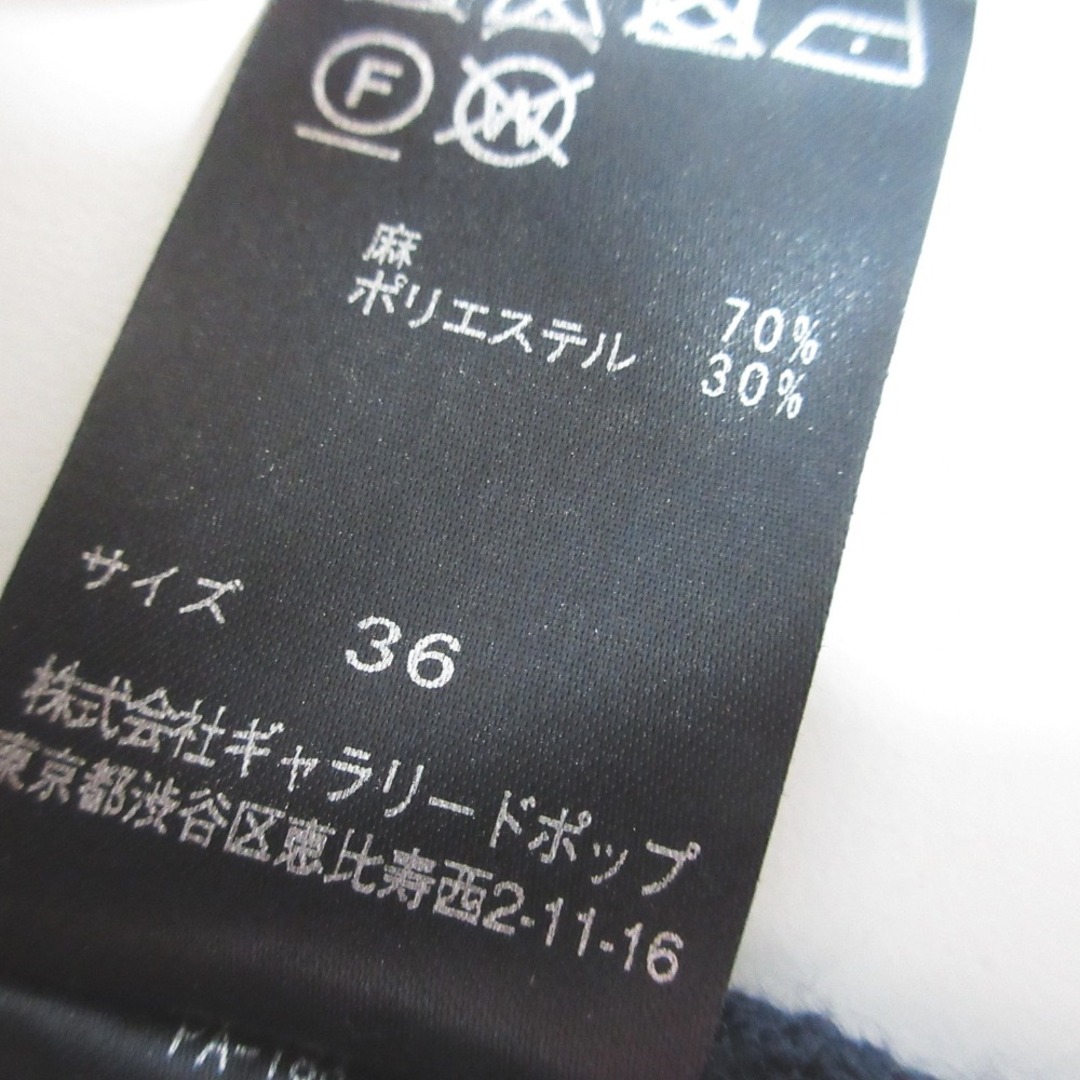 F W
麻 70%
ポリエステル 30%
サイズ 36
株式会社ギャラリードポップ
東京都渋谷区恵比寿西2-11-16